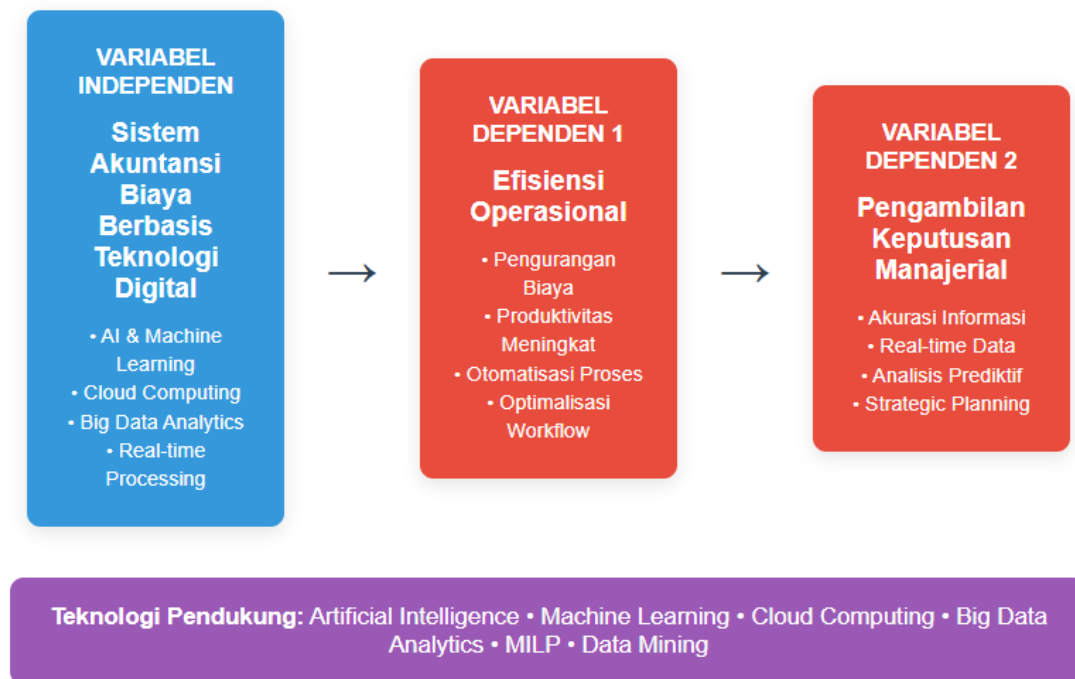 VARIABEL
INDEPENDEN
Sistem
Akuntansi
Biaya
Berbasis
Teknologi
Digital
• AI & Machine
Learning
• Cloud Computing
• Big Data Analytics
• Real-time
Processing
VARIABEL
DEPENDEN 1
Efisiensi
Operasional
• Pengurangan
Biaya
• Produktivitas
Meningkat
• Otomatisasi Proses
• Optimalisasi
Workflow
VARIABEL
DEPENDEN 2
Pengambilan
Keputusan
Manajerial
• Akurasi Informasi
• Real-time Data
• Analisis Prediktif
• Strategic Planning
Teknologi Pendukung: Artificial Intelligence • Machine Learning • Cloud Computing • Big Data
Analytics • MILP • Data Mining